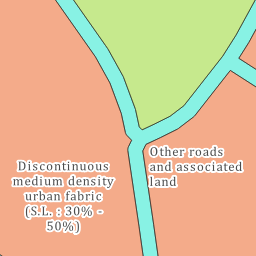 Discontinuous
medium density
urban fabric
(S.L. : 30% -
50%)
Other roads
and associated
land